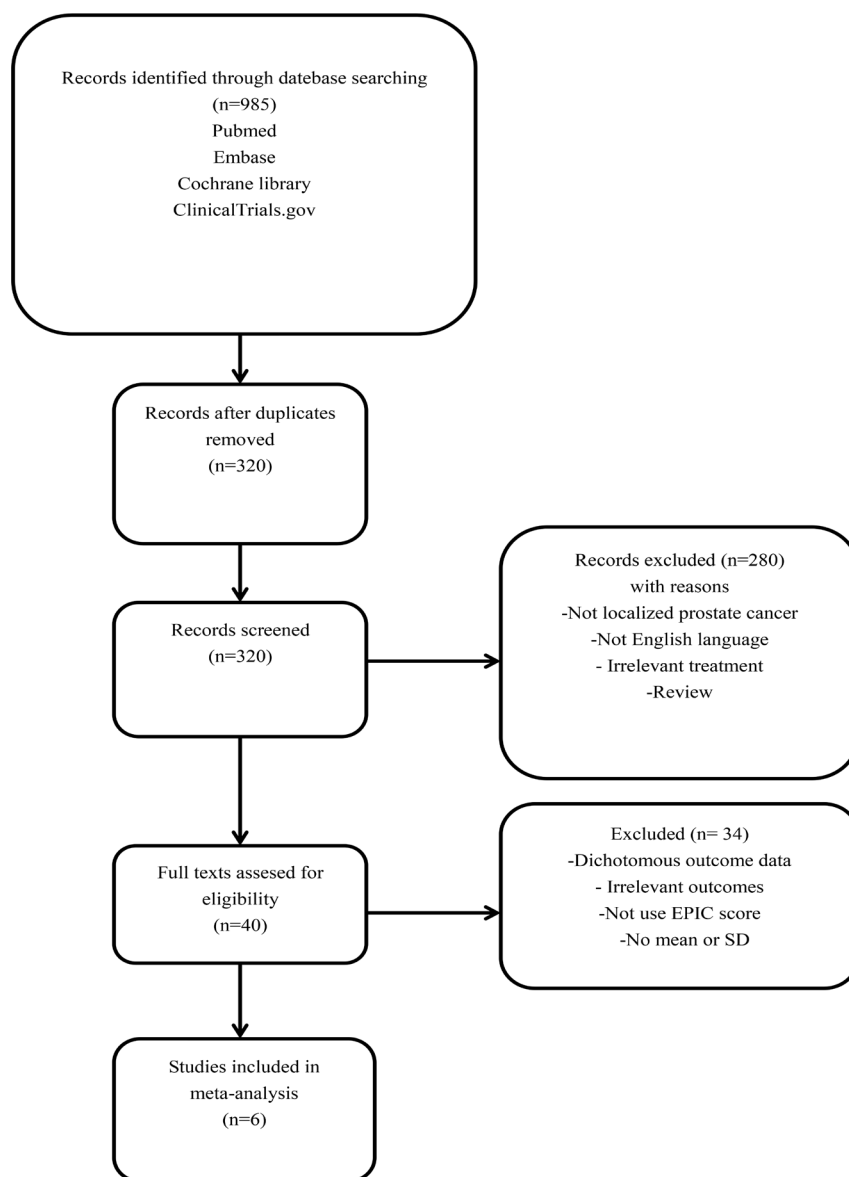 Records identified through datebase searching
(n=985)
Pubmed
Embase
Cochrane library
ClinicalTrials.gov
Records after duplicates
removed
(n=320)
Records screened
(n=320)
Records excluded (n=280)
with reasons
-Not localized prostate cancer
-Not English language
- Irrelevant treatment
-Review
Full texts assesed for
eligibility
(n=40)
Excluded (n= 34)
-Dichotomous outcome data
- Irrelevant outcomes
-Not use EPIC score
-No mean or SD
Studies included in
meta-analysis
(n=6)